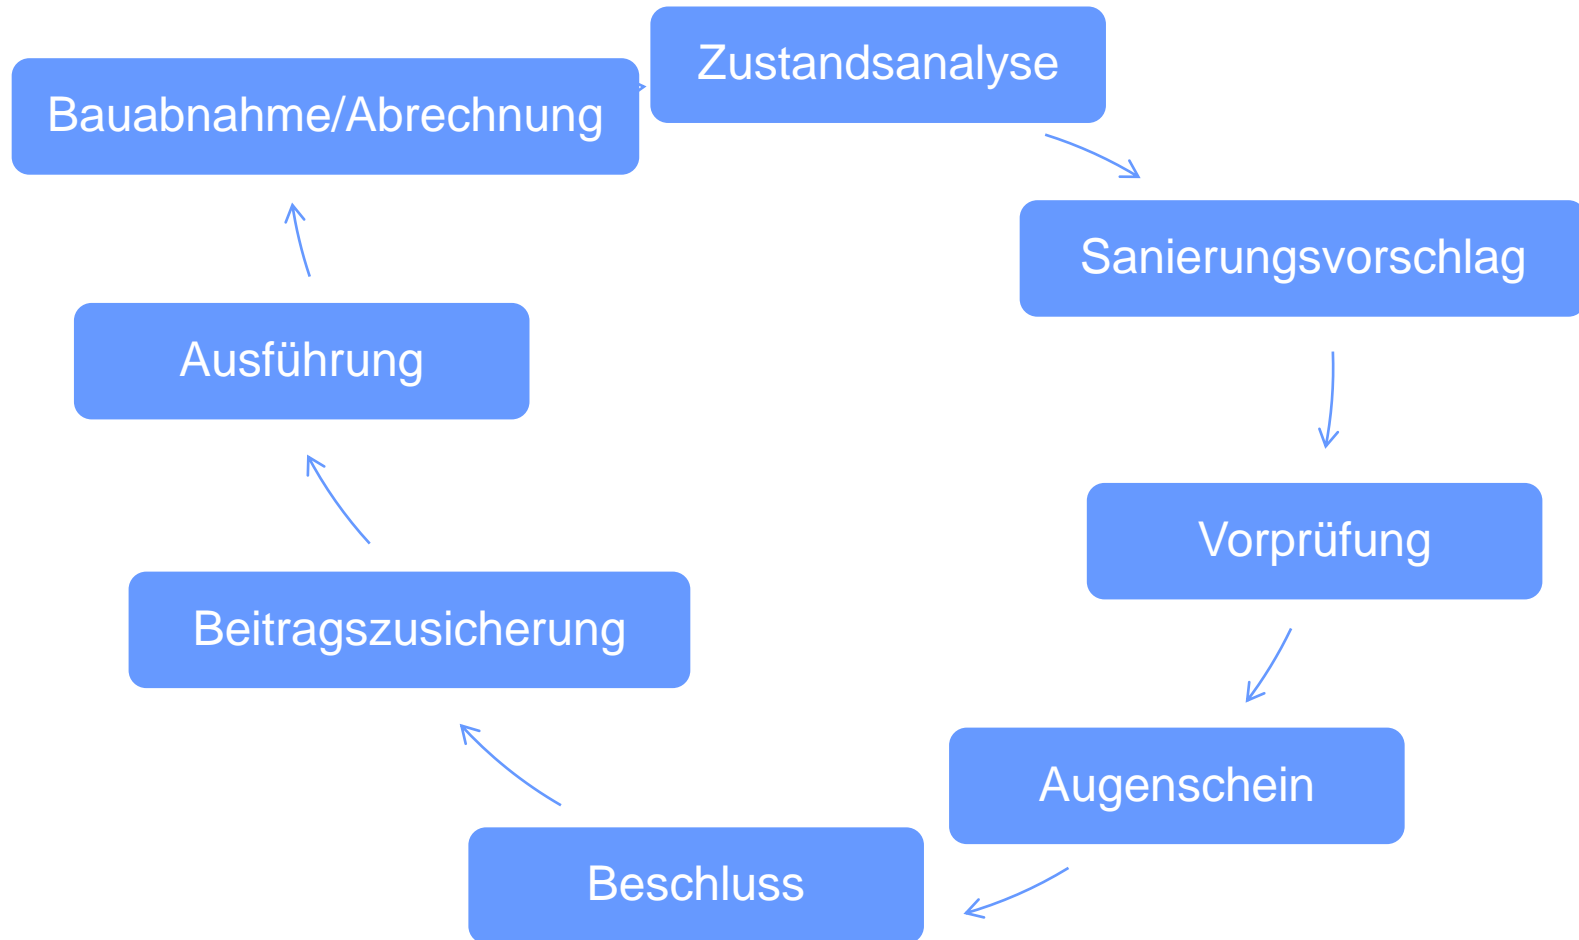 Zustandsanalyse
Sanierungsvorschlag
Vorprüfung
Augenschein
Beschluss
Beitragszusicherung
Ausführung
Bauabnahme/Abrechnung